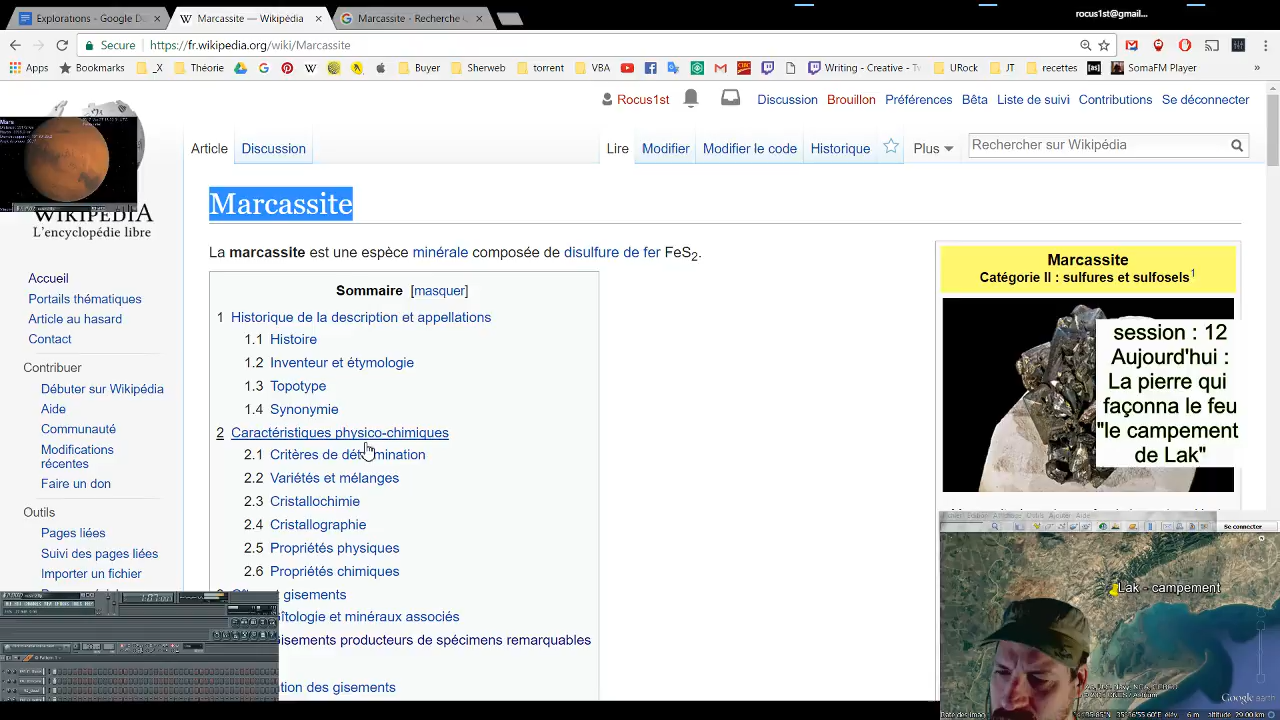 Explorations - Google Do
Marcassite — Wikipédia
Marcassite - Recherche G
rocus1st@gmail...
Secure
https://fr.wikipedia.org/wiki/Marcassite
Apps
Bookmarks
_X
Théorie
Buyer
Sherweb
torrent
VBA
Writing - Creative - Tv
URock
JT
recettes
[as]
SomaFM Player
»
Rocus1st
Discussion
Brouillon
Préférences
Bêta
Liste de suivi
Contributions
Se déconnecter
Article
Discussion
Lire
Modifier
Modifier le code
Historique
Plus
Rechercher sur Wikipédia
Mars
WIKIPEDIA
L'encyclopédie libre
Accueil
Portails thématiques
Article au hasard
Contact
Contribuer
Débuter sur Wikipédia
Aide
Communauté
Modifications
récentes
Faire un don
Outils
Pages liées
Suivi des pages liées
Importer un fichier
Marcassite
La marcassite est une espèce minérale composée de disulfure de fer FeS2.
Sommaire [masquer]
1 Historique de la description et appellations
1.1 Histoire
1.2 Inventeur et étymologie
1.3 Topotype
1.4 Synonymie
2 Caractéristiques physico-chimiques
2.1 Critères de détermination
2.2 Variétés et mélanges
2.3 Cristallochimie
2.4 Cristallographie
2.5 Propriétés physiques
2.6 Propriétés chimiques
gisements
îtologie et minéraux associés
isements producteurs de spécimens remarquables
tion des gisements
Marcassite
Catégorie II : sulfures et sulfosels1
session : 12
Aujourd'hui :
La pierre qui
façonna le feu
"le campement
de Lak"
Se connecter
Lak - campement
Google earth